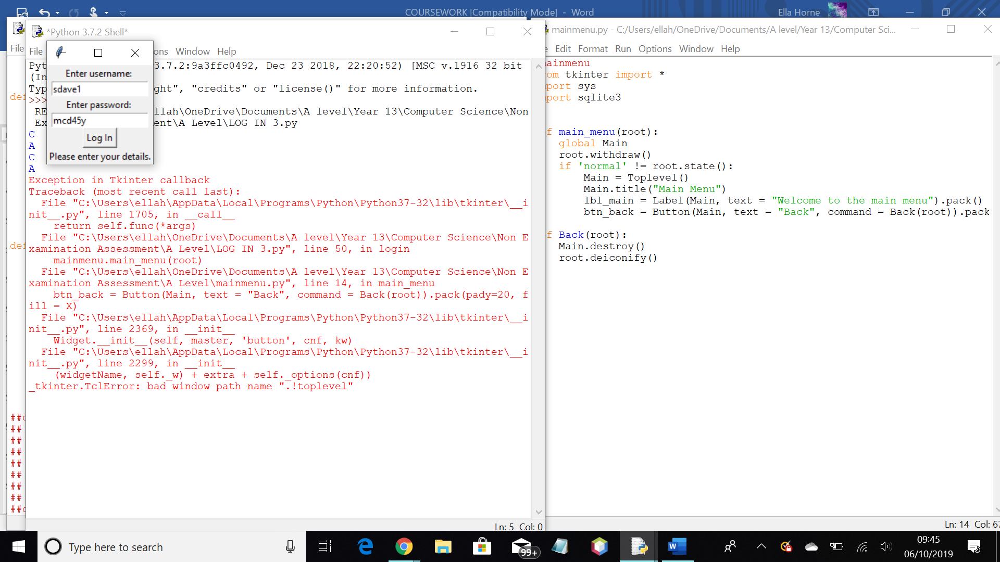 COURSEWORK [Compatibility Mode] - Word
Ella Horne
*Python 3.7.2 Shell*
mainmenu.py - C:/Users/ellah/OneDrive/Documents/A level/Year 13/Computer Sci...
File
File
ons Window Help
Edit Format Run Options Window Help
Enter username:
sdave1
Enter password:
mcd45y
Log In
Please enter your details.
Pyt 3.7.2:9a3ffc0492, Dec 23 2018, 22:20:52) [MSC v.1916 32 bit
(In
Typ ght", "credits" or "license()" for more information.
>>>
RE llah\OneDrive\Documents\A level\Year 13\Computer Science\Non
Ex ent\A Level\LOG IN 3.py
C
A
C
A
Exception in Tkinter callback
Traceback (most recent call last):
File "C:\Users\ellah\AppData\Local\Programs\Python\Python37-32\lib\tkinter\__i
nit__.py", line 1705, in __call__
return self.func(*args)
File "C:\Users\ellah\OneDrive\Documents\A level\Year 13\Computer Science\Non E
xamination Assessment\A Level\LOG IN 3.py", line 50, in login
mainmenu.main_menu(root)
File "C:\Users\ellah\OneDrive\Documents\A level\Year 13\Computer Science\Non E
xamination Assessment\A Level\mainmenu.py", line 14, in main_menu
btn_back = Button(Main, text = "Back", command = Back(root)).pack(pady=20, f
ill = X)
File "C:\Users\ellah\AppData\Local\Programs\Python\Python37-32\lib\tkinter\__i
nit__.py", line 2369, in __init__
Widget.__init__(self, master, 'button', cnf, kw)
File "C:\Users\ellah\AppData\Local\Programs\Python\Python37-32\lib\tkinter\__i
nit__.py", line 2299, in __init__
(widgetName, self._w) + extra + self._options(cnf))
_tkinter.TclError: bad window path name ".!toplevel"
Ln: 5 Col: 0
def
def
##c
##
##
##
##
##
##
##
##c
ainmenu
om tkinter import *
port sys
port sqlite3
f main_menu(root):
global Main
root.withdraw()
if 'normal' != root.state():
Main = Toplevel()
Main.title("Main Menu")
lbl_main = Label(Main, text = "Welcome to the main menu").pack()
btn_back = Button(Main, text = "Back", command = Back(root)).pack
f Back(root):
Main.destroy()
root.deiconify()
Ln: 14 Col: 67
Type here to search
99+
09:45
06/10/2019